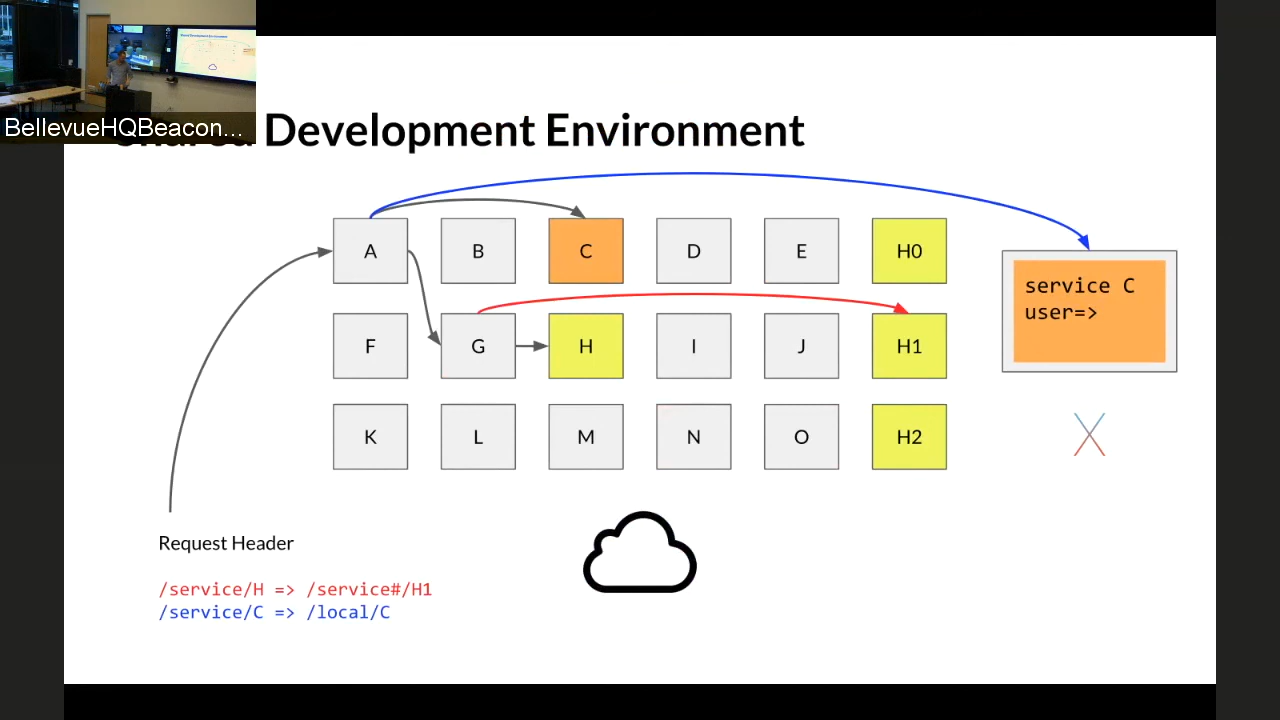 BellevueHQBeacon...
Development Environment
A
B
C
D
E
H0
service C
user=>
F
G
H
I
J
H1
K
L
M
N
O
H2
Request Header
/service/H => /service#/H1
/service/C => /local/C